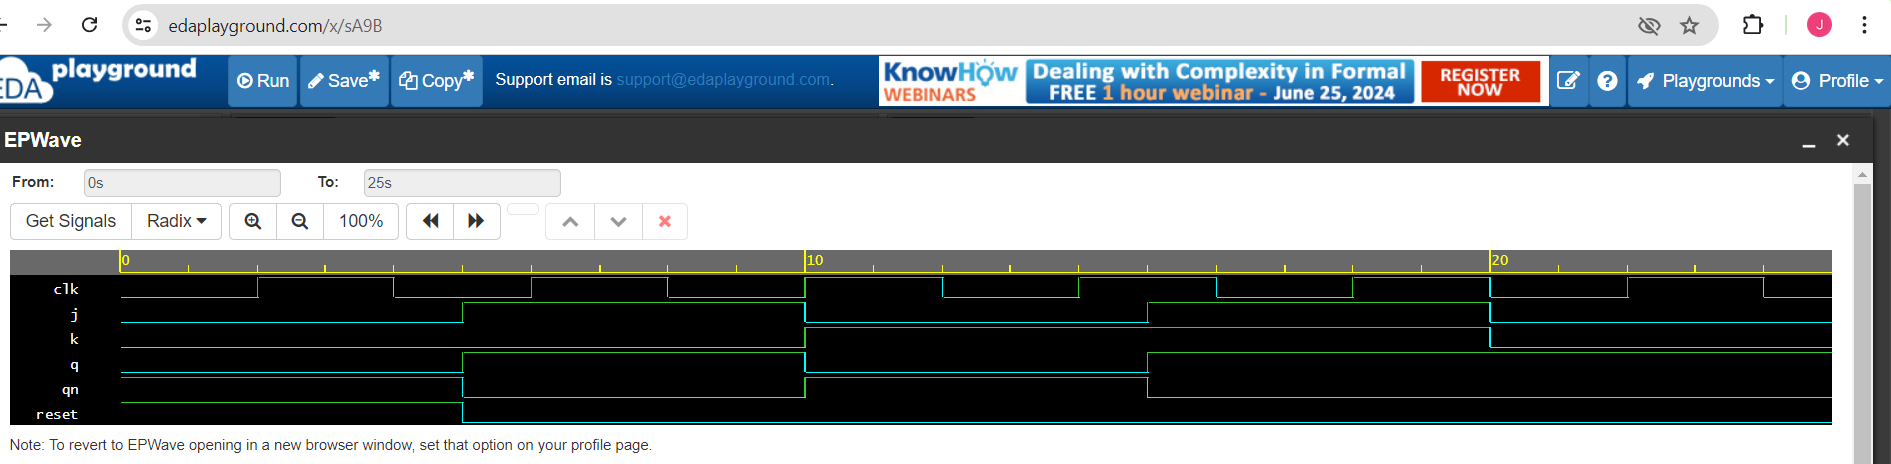 edaplayground.com/x/sA9B
J
EDA playground
Run
Save*
Copy*
Support email is support@edaplayground.com.
KnowHow WEBINARS
Dealing with Complexity in Formal
FREE 1 hour webinar - June 25, 2024
REGISTER NOW
Playgrounds
Profile
EPWave
From: 0s To: 25s
Get Signals Radix 100%
0 10 20
clk
j
k
q
qn
reset
Note: To revert to EPWave opening in a new browser window, set that option on your profile page.